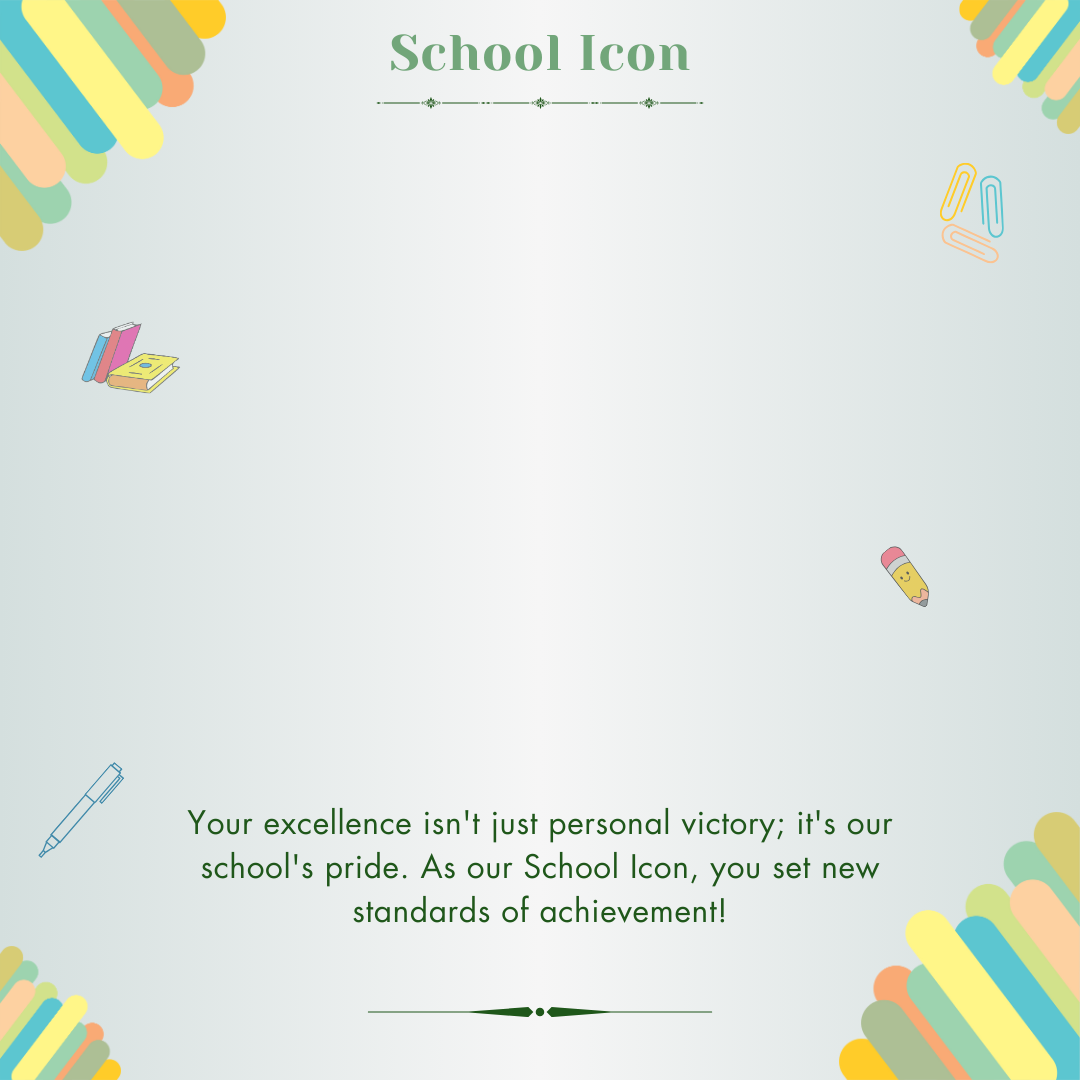 School Icon
Your excellence isn't just personal victory; it's our
school's pride. As our School Icon, you set new
standards of achievement!